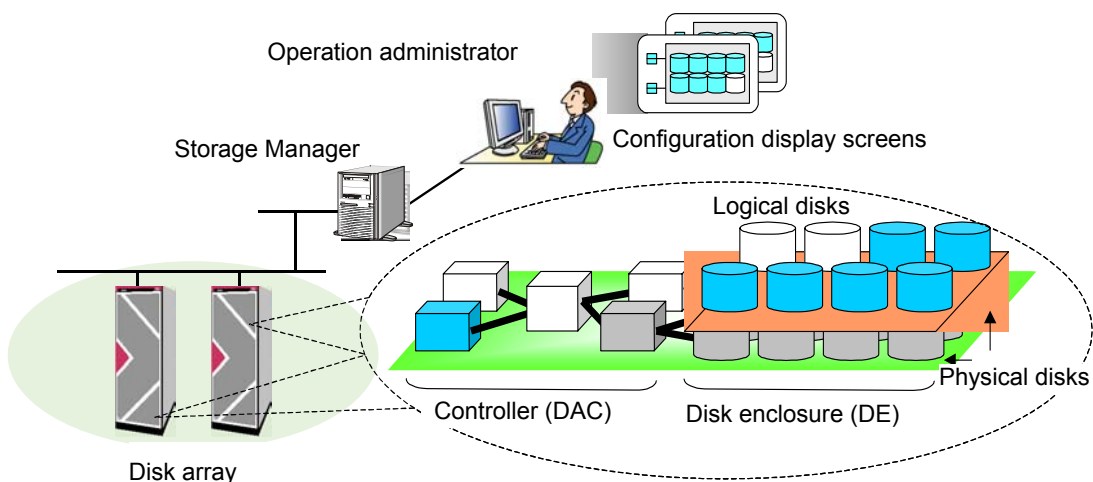 Operation administrator
Configuration display screens
Storage Manager
Logical disks
Physical disks
Controller (DAC)
Disk enclosure (DE)
Disk array